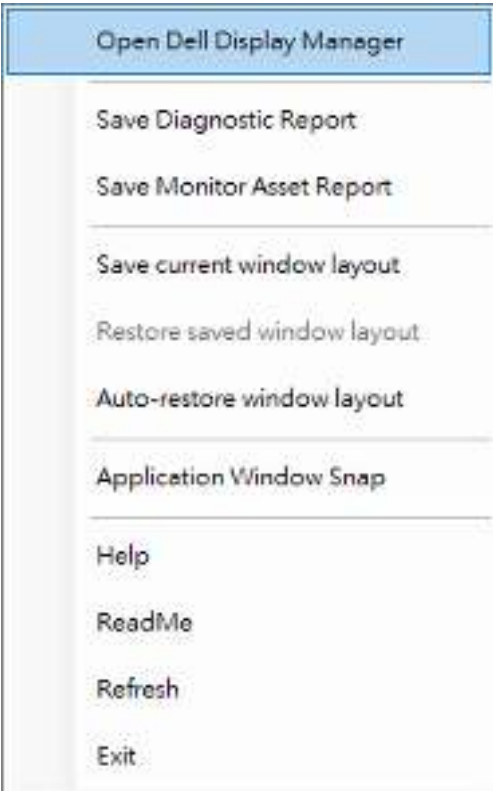 Open Dell Display Manager
Save Diagnostic Report
Save Monitor Asset Report
Save current window layout
Restore saved window layout
Auto-restore window layout
Application Window Snap
Help
ReadMe
Refresh
Exit